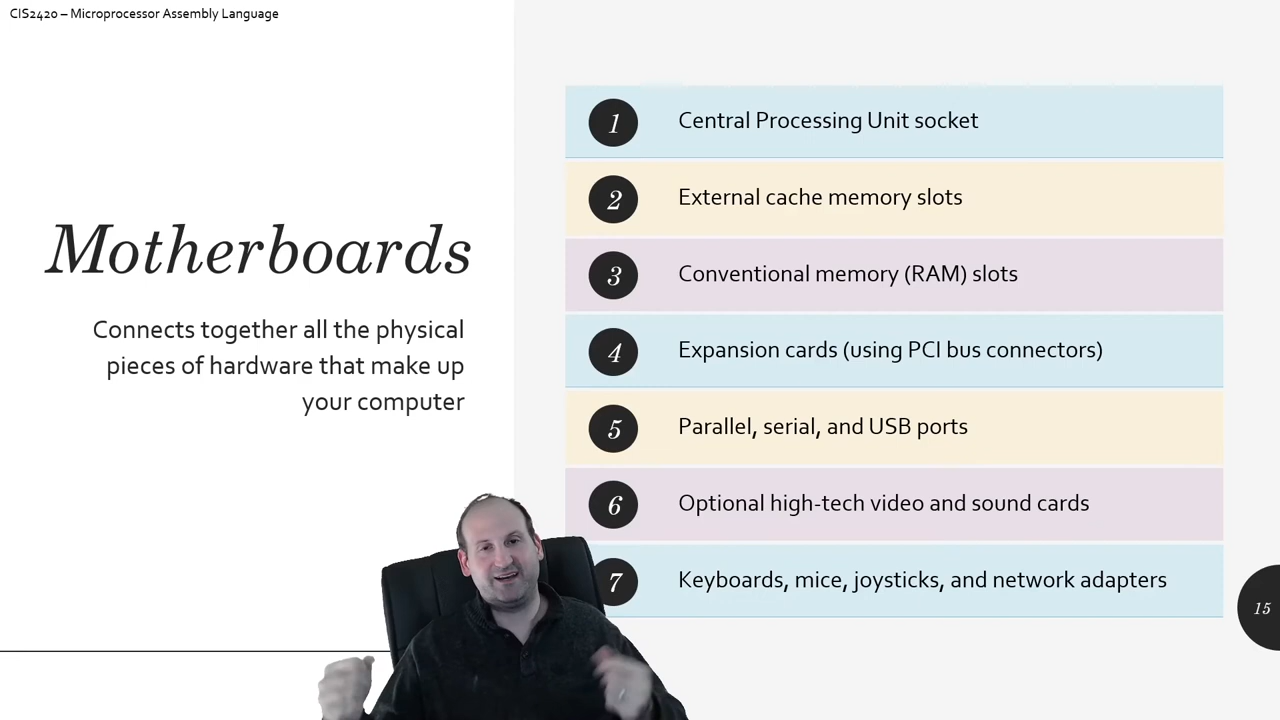 CIS2420 – Microprocessor Assembly Language
Motherboards
Connects together all the physical
pieces of hardware that make up
your computer
1 Central Processing Unit socket
2 External cache memory slots
3 Conventional memory (RAM) slots
4 Expansion cards (using PCI bus connectors)
5 Parallel, serial, and USB ports
6 Optional high-tech video and sound cards
7 Keyboards, mice, joysticks, and network adapters
15